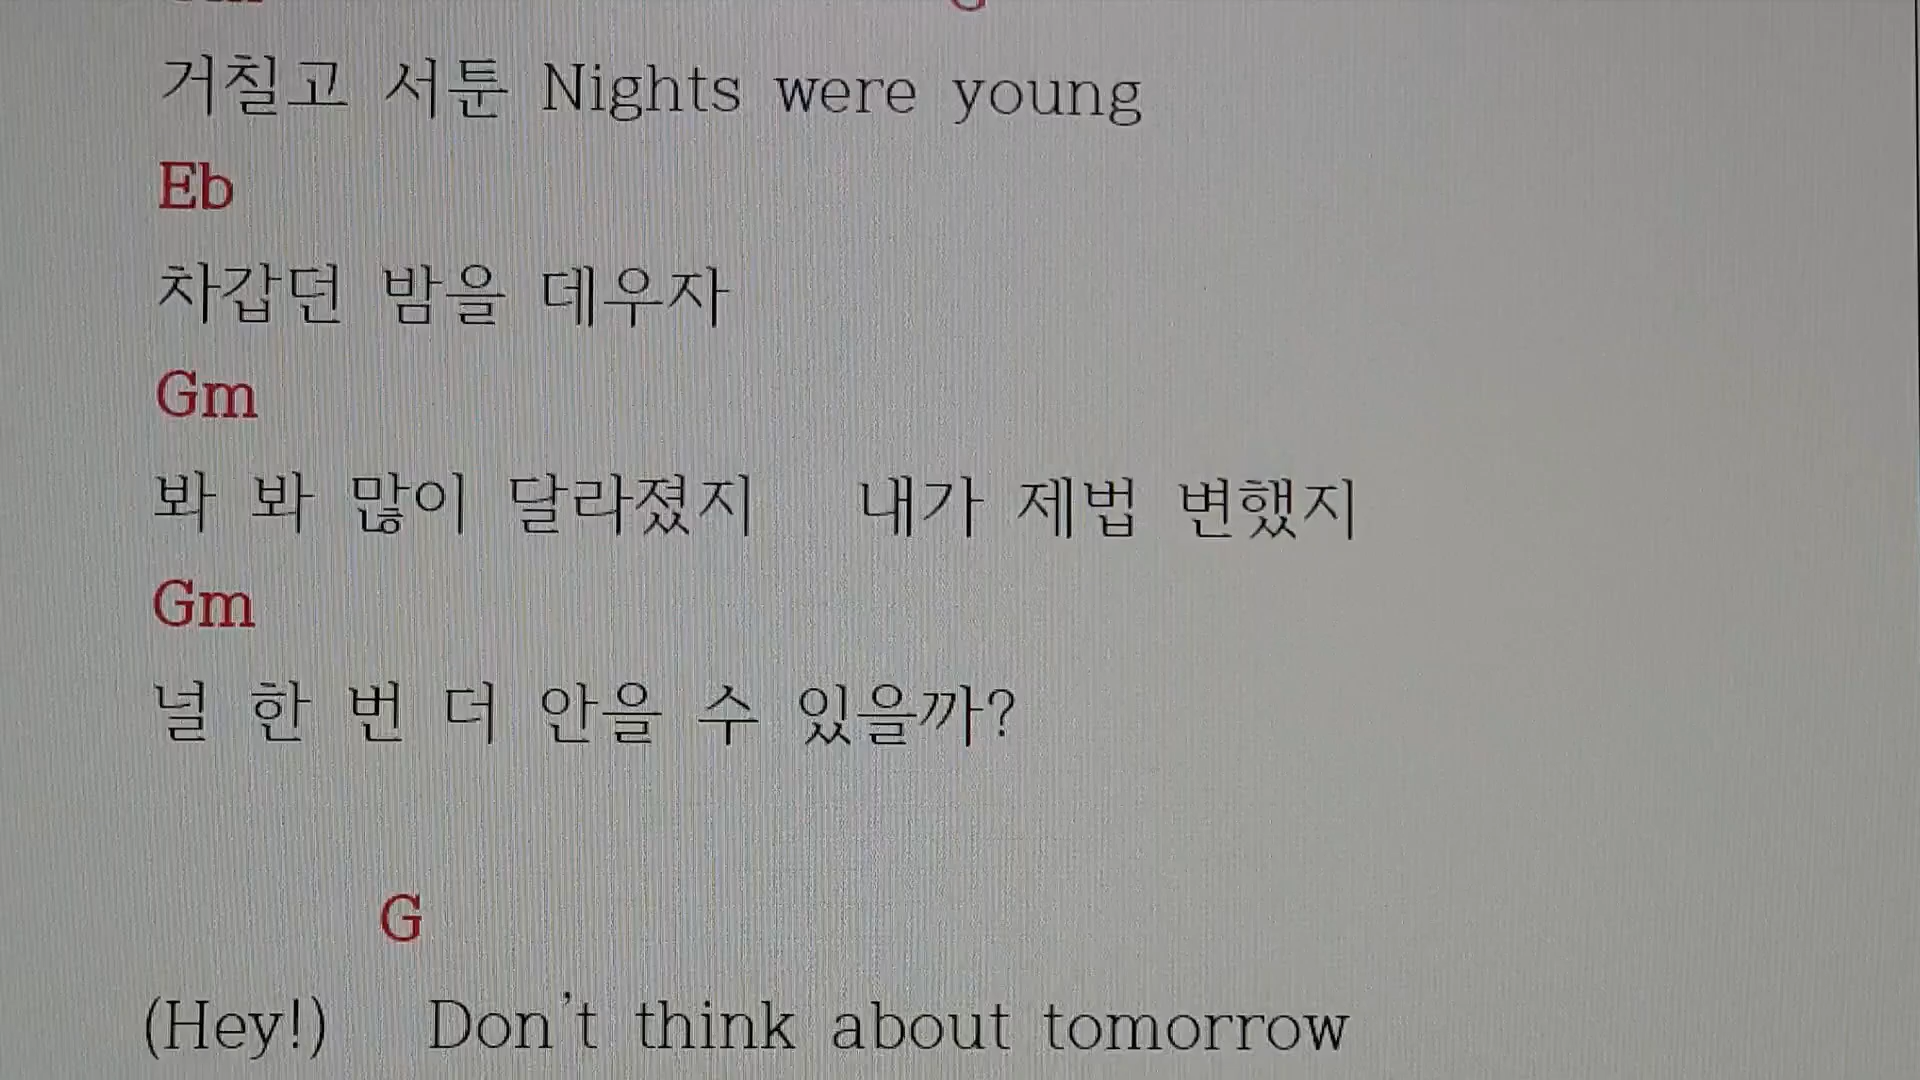 거칠고 서툰 Nights were young
Eb
차갑던 밤을 데우자
Gm
봐 봐 많이 달라졌지 내가 제법 변했지
Gm
널 한 번 더 안을 수 있을까?
G
(Hey!) Don't think about tomorrow